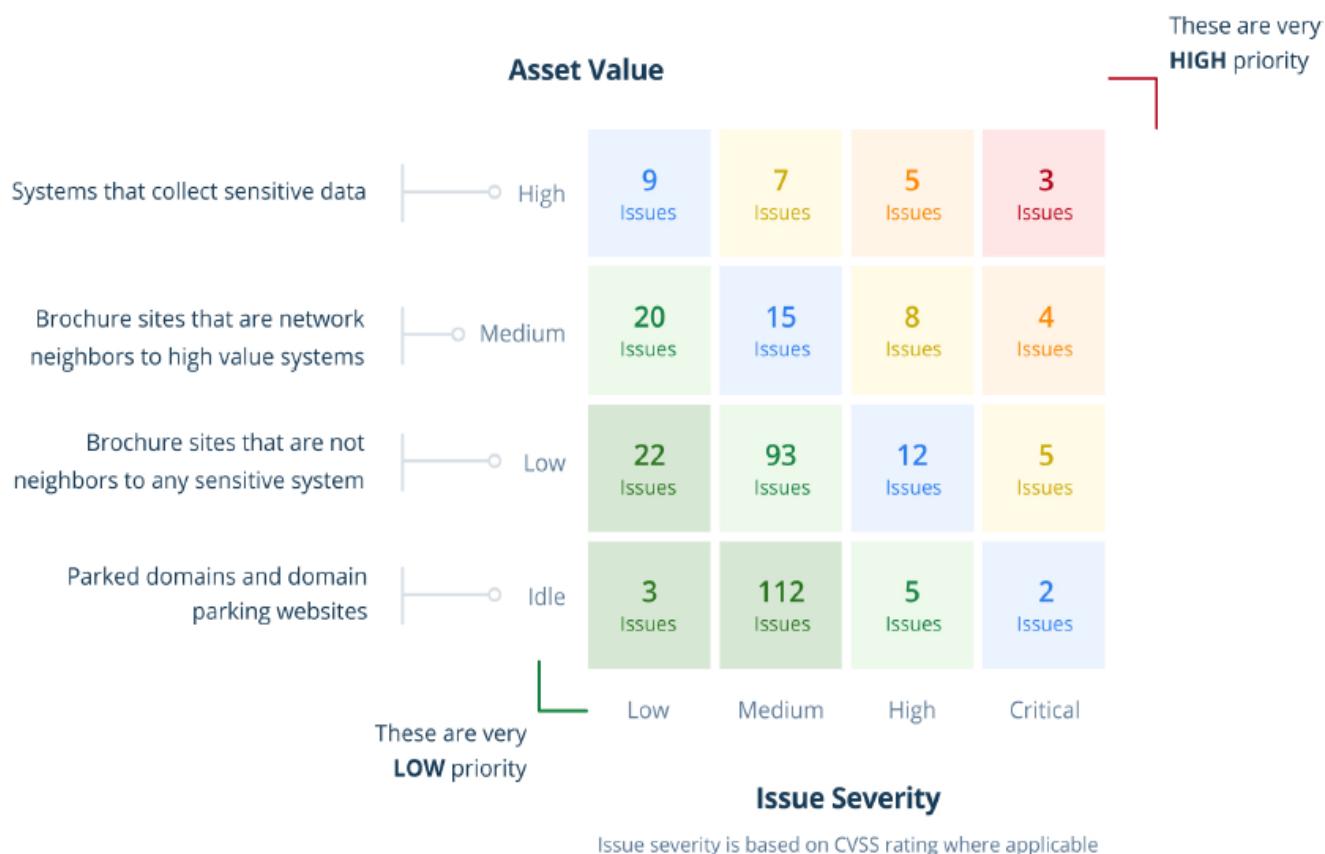 These are very
HIGH priority
Asset Value
Systems that collect sensitive data
High
9
Issues
7
Issues
5
Issues
3
Issues
Brochure sites that are network
neighbors to high value systems
Medium
20
Issues
15
Issues
8
Issues
4
Issues
Brochure sites that are not
neighbors to any sensitive system
Low
22
Issues
93
Issues
12
Issues
5
Issues
Parked domains and domain
parking websites
Idle
3
Issues
112
Issues
5
Issues
2
Issues
Low
Medium
High
Critical
These are very
LOW priority
Issue Severity
Issue severity is based on CVSS rating where applicable